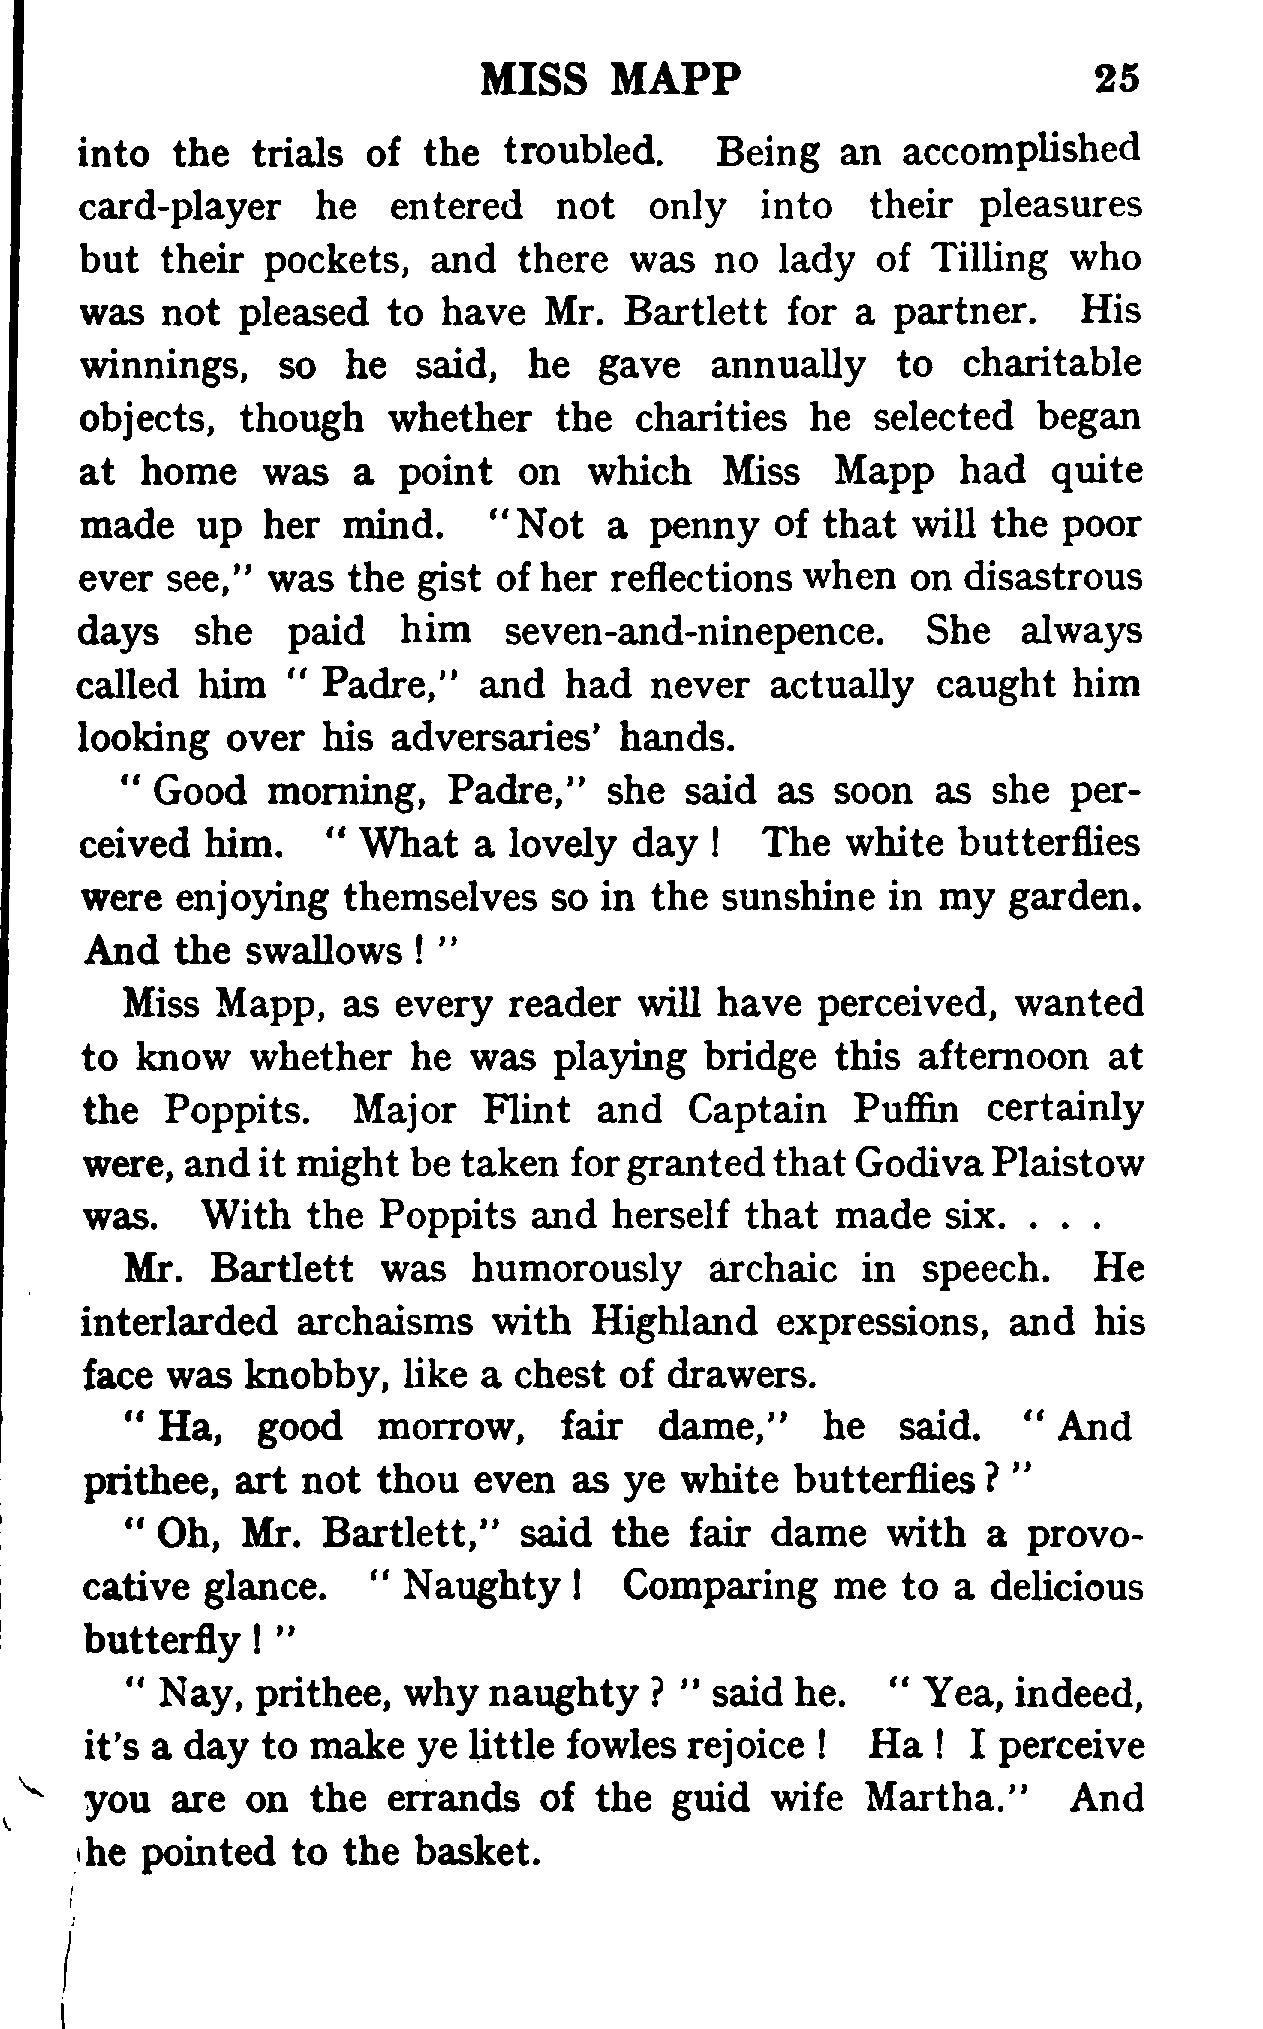 MISS MAPP 25
into the trials of the troubled. Being an accomplished
card-player he entered not only into their pleasures
but their pockets, and there was no lady of Tilling who
was not pleased to have Mr. Bartlett for a partner. His
winnings, so he said, he gave annually to charitable
objects, though whether the charities he selected began
at home was a point on which Miss Mapp had quite
made up her mind. "Not a penny of that will the poor
ever see," was the gist of her reflections when on disastrous
days she paid him seven-and-ninepence. She always
called him " Padre," and had never actually caught him
looking over his adversaries' hands.
" Good morning, Padre," she said as soon as she per-
ceived him. " What a lovely day ! The white butterflies
were enjoying themselves so in the sunshine in my garden.
And the swallows ! "
Miss Mapp, as every reader will have perceived, wanted
to know whether he was playing bridge this afternoon at
the Poppits. Major Flint and Captain Puffin certainly
were, and it might be taken for granted that Godiva Plaistow
was. With the Poppits and herself that made six. . . .
Mr. Bartlett was humorously archaic in speech. He
interlarded archaisms with Highland expressions, and his
face was knobby, like a chest of drawers.
" Ha, good morrow, fair dame," he said. " And
prithee, art not thou even as ye white butterflies ? "
" Oh, Mr. Bartlett," said the fair dame with a provo-
cative glance. " Naughty ! Comparing me to a delicious
butterfly ! "
" Nay, prithee, why naughty ? " said he. " Yea, indeed,
it's a day to make ye little fowles rejoice ! Ha ! I perceive
you are on the errands of the guid wife Martha." And
he pointed to the basket.